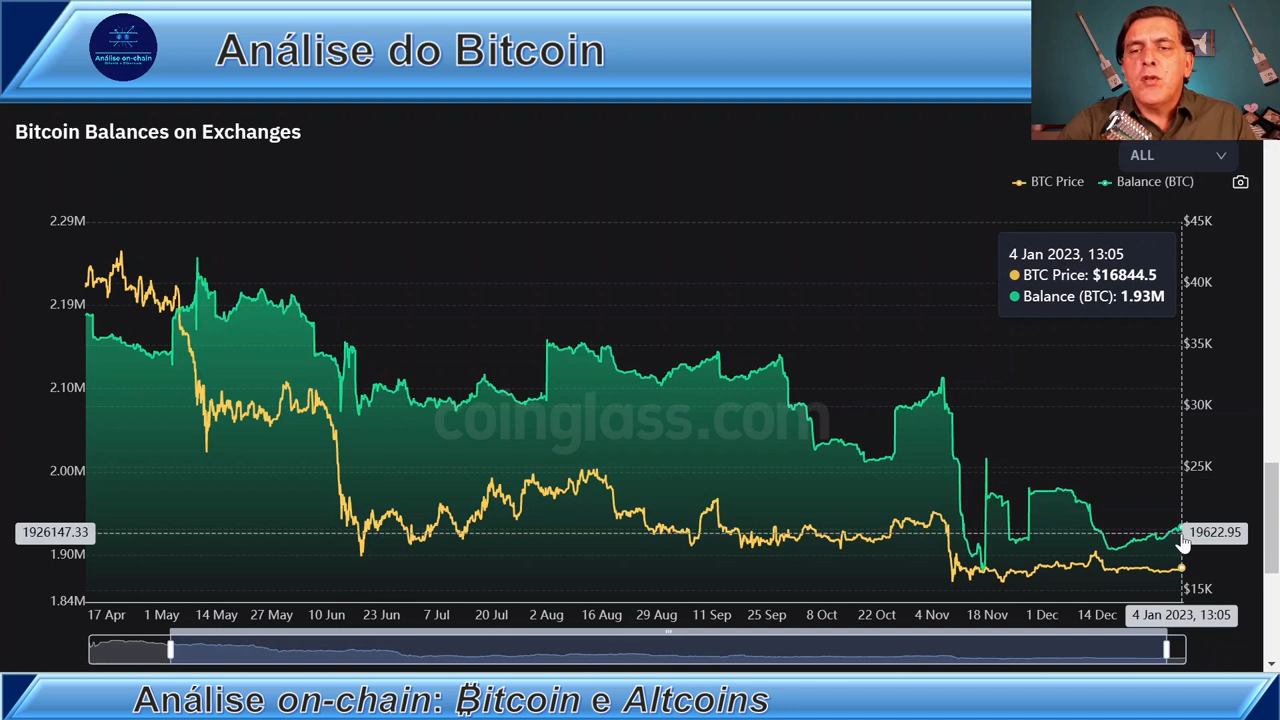 Análise do Bitcoin
Análise on-chain
Bitcoin Balances on Exchanges
ALL
BTC Price
Balance (BTC)
2.29M
$45K
4 Jan 2023, 13:05
BTC Price: $16844.5
Balance (BTC): 1.93M
$40K
2.19M
$35K
2.10M
$30K
coinglass.com
2.00M
$25K
1926147.33
19622.95
1.90M
$15K
1.84M
17 Apr
1 May
14 May
27 May
10 Jun
23 Jun
7 Jul
20 Jul
2 Aug
16 Aug
29 Aug
11 Sep
25 Sep
8 Oct
22 Oct
4 Nov
18 Nov
1 Dec
14 Dec
4 Jan 2023, 13:05
Análise on-chain: ₿itcoin e Altcoins